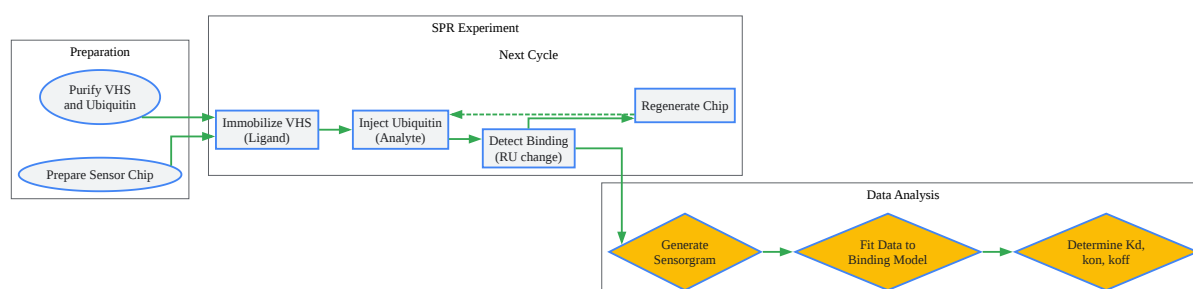 Preparation
Purify VHS
and Ubiquitin
Prepare Sensor Chip
SPR Experiment
Next Cycle
Immobilize VHS
(Ligand)
Inject Ubiquitin
(Analyte)
Detect Binding
(RU change)
Regenerate Chip
Data Analysis
Generate
Sensorgram
Fit Data to
Binding Model
Determine Kd,
kon, koff